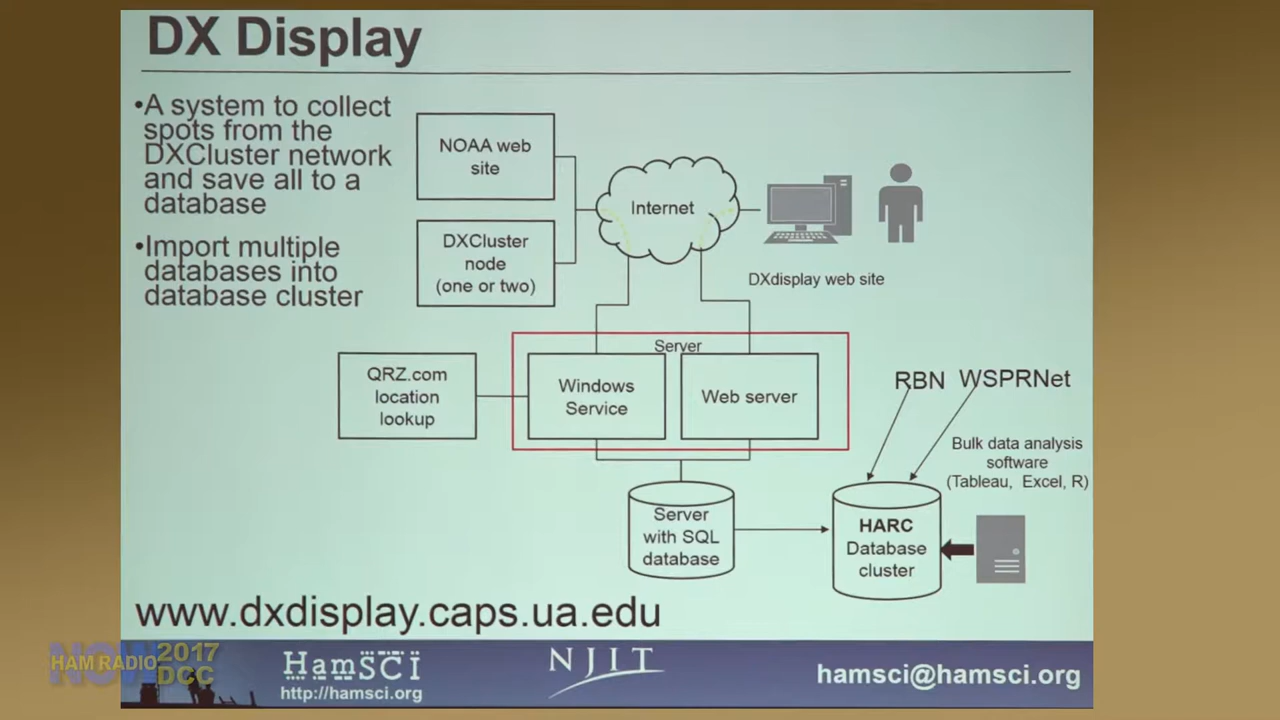 DX Display
•A system to collect
spots from the
DXCluster network
and save all to a
database
•Import multiple
databases into
database cluster
NOAA web
site
DXCluster
node
(one or two)
Internet
DXdisplay web site
Server
QRZ.com
location
lookup
Windows
Service
Web server
RBN WSPRNet
Bulk data analysis
software
(Tableau, Excel, R)
Server
with SQL
database
HARC
Database
cluster
www.dxdisplay.caps.ua.edu
NOW
HAM RADIO
2017
DCC
HamSCI
http://hamsci.org
NJIT
hamsci@hamsci.org